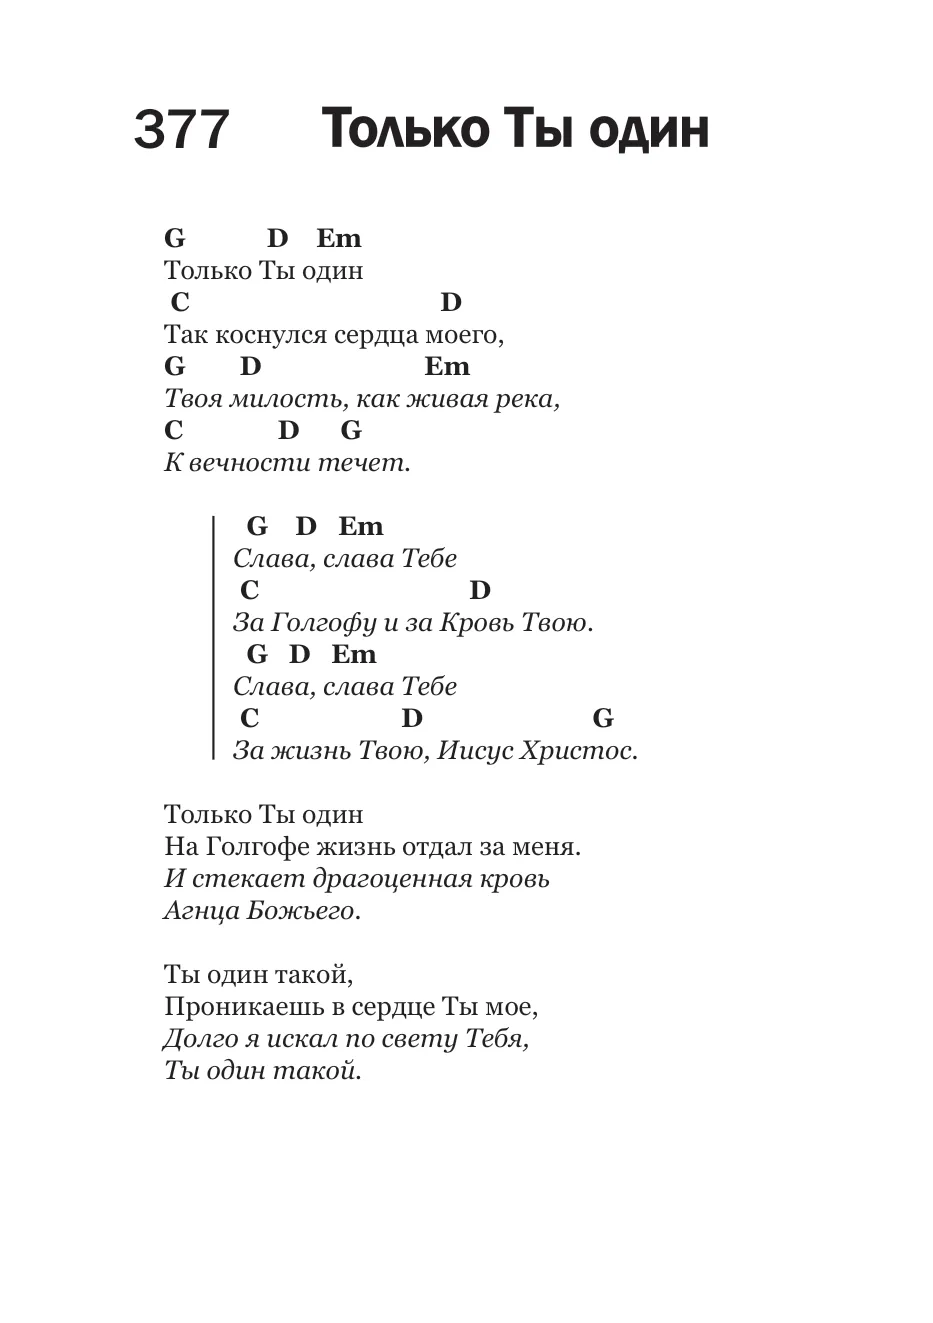 377 Только Ты один
G D Em
Только Ты один
C D
Так коснулся сердца моего,
G D Em
Твоя милость, как живая река,
C D G
К вечности течет.
G D Em
Слава, слава Тебе
C D
За Голгофу и за Кровь Твою.
G D Em
Слава, слава Тебе
C D G
За жизнь Твою, Иисус Христос.
Только Ты один
На Голгофе жизнь отдал за меня.
И стекает драгоценная кровь
Агнца Божьего.
Ты один такой,
Проникаешь в сердце Ты мое,
Долго я искал по свету Тебя,
Ты один такой.